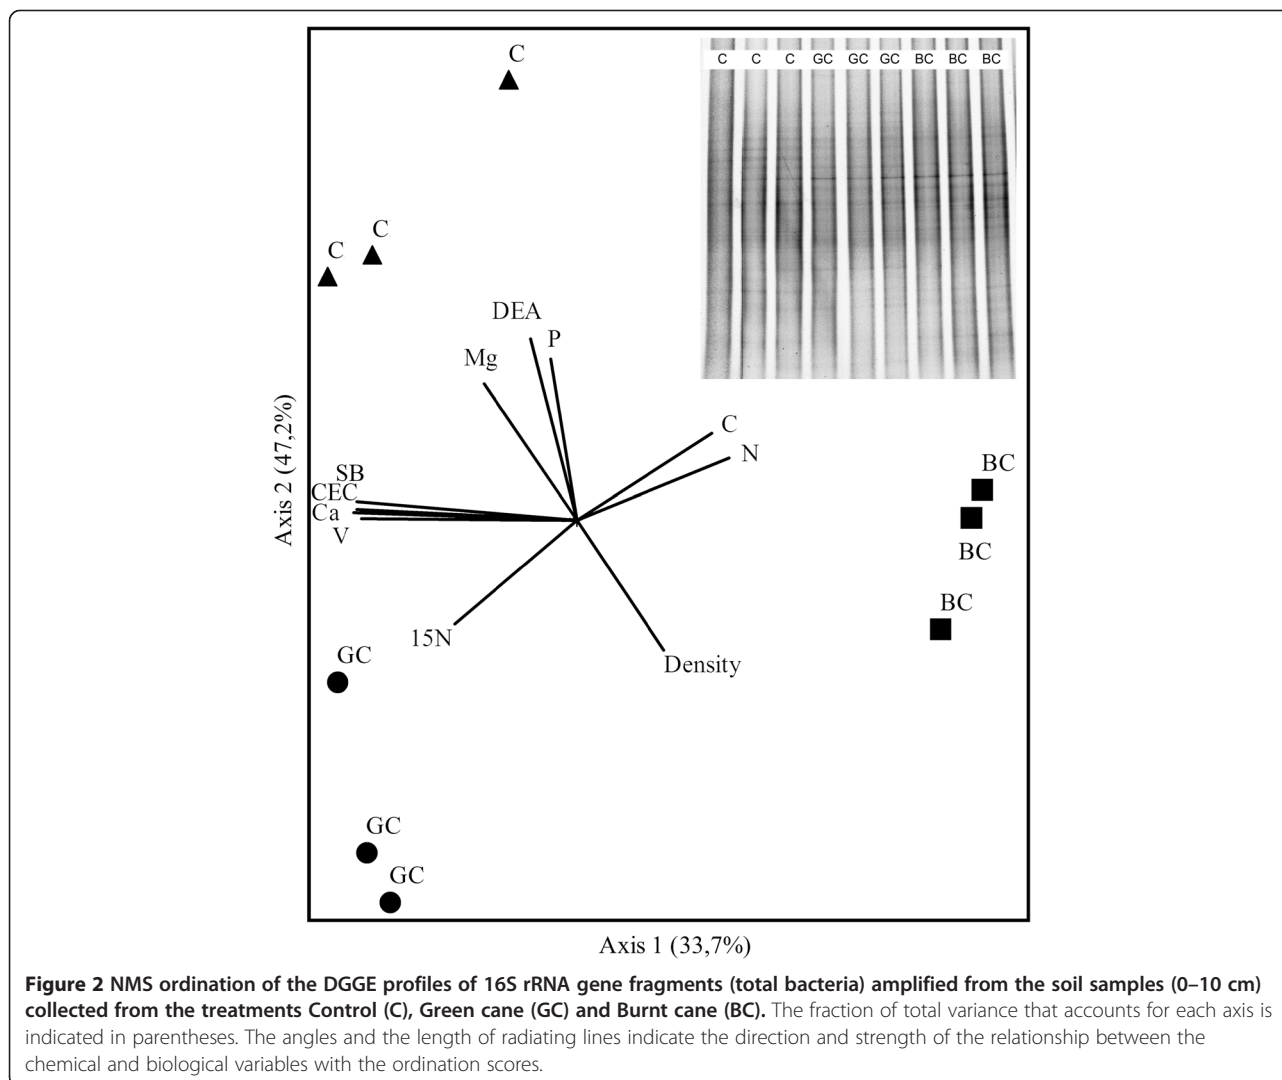 C
C C C GC GC GC BC BC BC
C
C
DEA
P
Mg
C
N
SB
CEC
Ca
V
BC
BC
BC
15N
Density
GC
GC
GC
Axis 2 (47,2%)
Axis 1 (33,7%)
Figure 2 NMS ordination of the DGGE profiles of 16S rRNA gene fragments (total bacteria) amplified from the soil samples (0–10 cm)
collected from the treatments Control (C), Green cane (GC) and Burnt cane (BC). The fraction of total variance that accounts for each axis is
indicated in parentheses. The angles and the length of radiating lines indicate the direction and strength of the relationship between the
chemical and biological variables with the ordination scores.